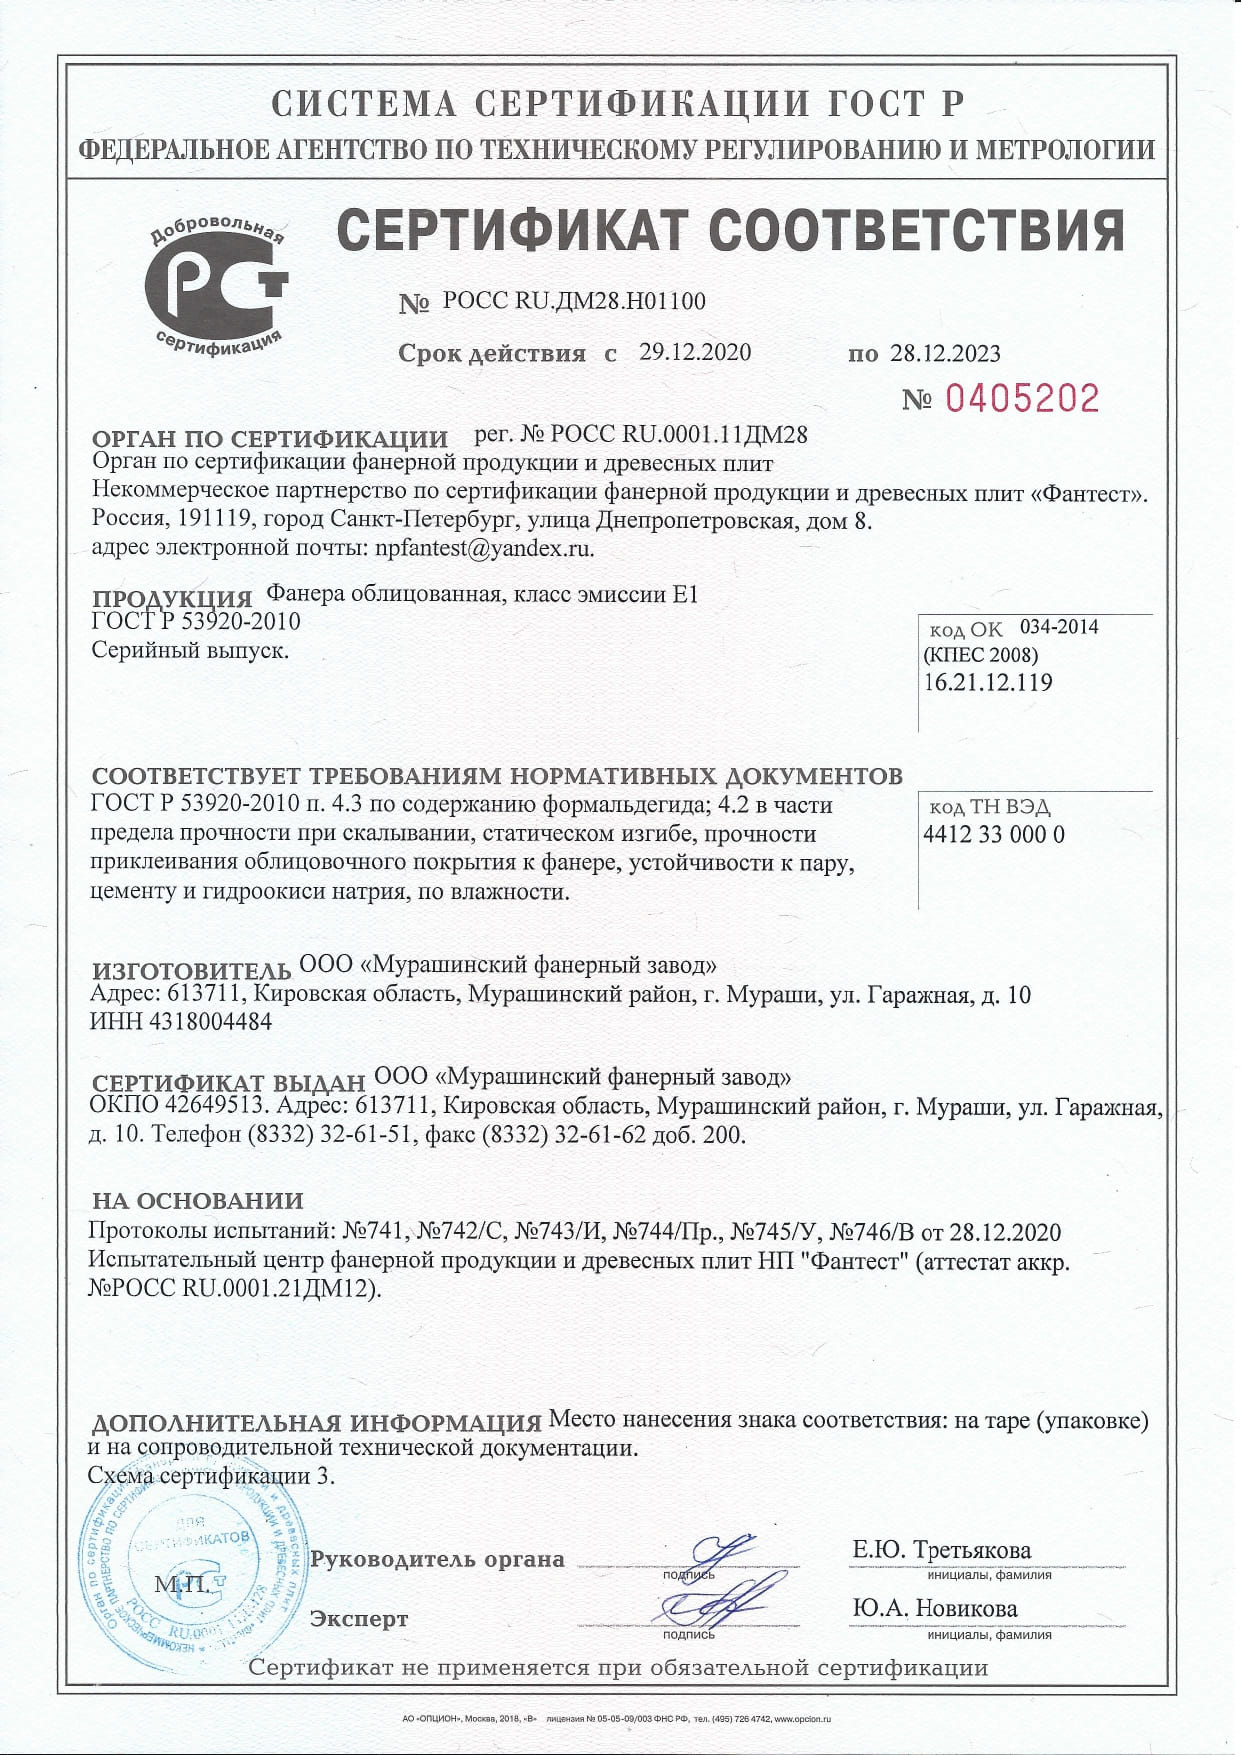 СИСТЕМА СЕРТИФИКАЦИИ ГОСТ Р
ФЕДЕРАЛЬНОЕ АГЕНТСТВО ПО ТЕХНИЧЕСКОМУ РЕГУЛИРОВАНИЮ И МЕТРОЛОГИИ
Добровольная
РСТ
сертификация
СЕРТИФИКАТ СООТВЕТСТВИЯ
№ РОСС RU.ДМ28.Н01100
Срок действия с 29.12.2020 по 28.12.2023
№ 0405202
ОРГАН ПО СЕРТИФИКАЦИИ рег. № РОСС RU.0001.11ДМ28
Орган по сертификации фанерной продукции и древесных плит
Некоммерческое партнерство по сертификации фанерной продукции и древесных плит «Фантест».
Россия, 191119, город Санкт-Петербург, улица Днепропетровская, дом 8.
адрес электронной почты: npfantest@yandex.ru.
ПРОДУКЦИЯ Фанера облицованная, класс эмиссии Е1
ГОСТ Р 53920-2010
Серийный выпуск.
код ОК 034-2014
(КПЕС 2008)
16.21.12.119
СООТВЕТСТВУЕТ ТРЕБОВАНИЯМ НОРМАТИВНЫХ ДОКУМЕНТОВ
ГОСТ Р 53920-2010 п. 4.3 по содержанию формальдегида; 4.2 в части
предела прочности при скалывании, статическом изгибе, прочности
приклеивания облицовочного покрытия к фанере, устойчивости к пару,
цементу и гидроокиси натрия, по влажности.
код ТН ВЭД
4412 33 000 0
ИЗГОТОВИТЕЛЬ ООО «Мурашинский фанерный завод»
Адрес: 613711, Кировская область, Мурашинский район, г. Мураши, ул. Гаражная, д. 10
ИНН 4318004484
СЕРТИФИКАТ ВЫДАН ООО «Мурашинский фанерный завод»
ОКПО 42649513. Адрес: 613711, Кировская область, Мурашинский район, г. Мураши, ул. Гаражная,
д. 10. Телефон (8332) 32-61-51, факс (8332) 32-61-62 доб. 200.
НА ОСНОВАНИИ
Протоколы испытаний: №741, №742/С, №743/И, №744/Пр., №745/У, №746/В от 28.12.2020
Испытательный центр фанерной продукции и древесных плит НП "Фантест" (аттестат аккр.
№РОСС RU.0001.21ДМ12).
ДОПОЛНИТЕЛЬНАЯ ИНФОРМАЦИЯ Место нанесения знака соответствия: на таре (упаковке)
и на сопроводительной технической документации.
Схема сертификации 3.
ДЛЯ
СЕРТИФИКАТОВ
М.П.
Руководитель органа
подпись
Е.Ю. Третьякова
инициалы, фамилия
Эксперт
подпись
Ю.А. Новикова
инициалы, фамилия
Сертификат не применяется при обязательной сертификации
АО «ОПЦИОН», Москва, 2018, «В» лицензия № 05-05-09/003 ФНС РФ, тел. (495) 726 4742, www.opcion.ru